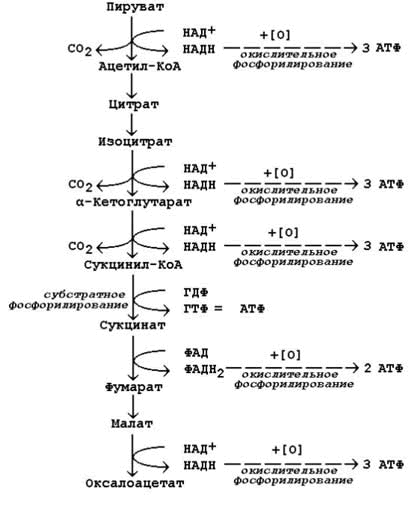 Пируват
НАД+ +[О]
CO2 НАДН 3 АТФ
окислительное
Ацетил-КоА фосфорилирование
Цитрат
Изоцитрат
НАД+ +[О]
CO2 НАДН 3 АТФ
окислительное
α-Кетоглутарат фосфорилирование
НАД+ +[О]
CO2 НАДН 3 АТФ
окислительное
Сукцинил-КоА фосфорилирование
субстратное ГДФ
фосфорилирование ГТФ = АТФ
Сукцинат
ФАД +[О]
ФАДН2 2 АТФ
окислительное
Фумарат фосфорилирование
Малат
НАД+ +[О]
НАДН 3 АТФ
окислительное
Оксалоацетат фосфорилирование